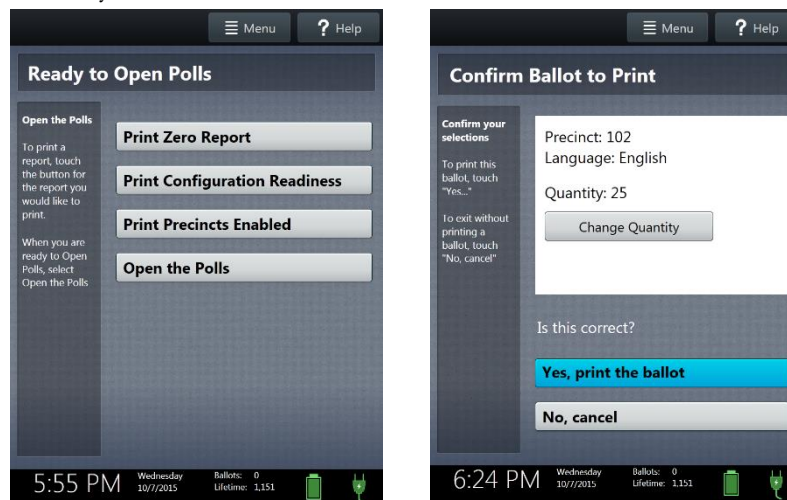 Menu
? Help
Ready to Open Polls
Open the Polls
To print a
report, touch
the button for
the report you
would like to
print.
When you are
ready to Open
Polls, select
Open the Polls
Print Zero Report
Print Configuration Readiness
Print Precincts Enabled
Open the Polls
5:55 PM
Wednesday
10/7/2015
Ballots: 0
Lifetime: 1,151
Menu
? Help
Confirm Ballot to Print
Confirm your
selections
To print this
ballot, touch
"Yes..."
To exit without
printing a
ballot, touch
"No, cancel"
Precinct: 102
Language: English
Quantity: 25
Change Quantity
Is this correct?
Yes, print the ballot
No, cancel
6:24 PM
Wednesday
10/7/2015
Ballots: 0
Lifetime: 1,151